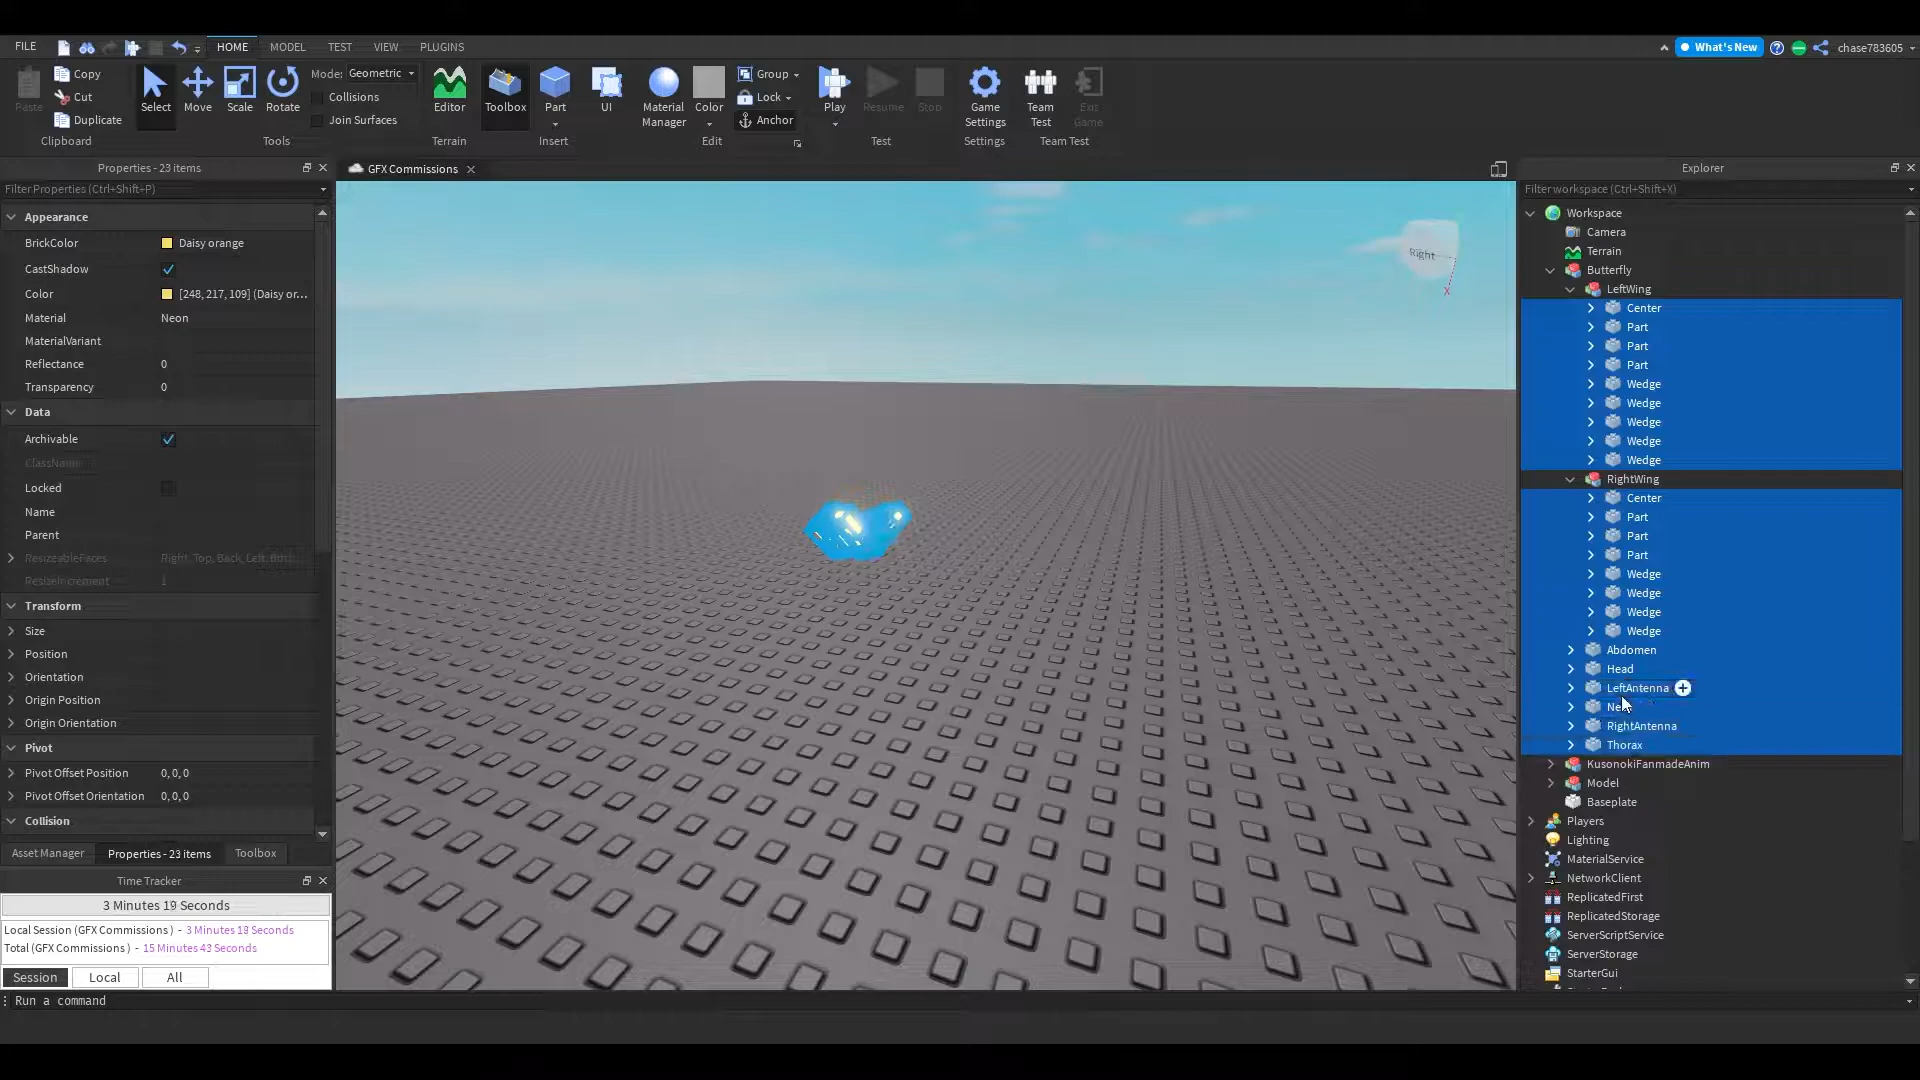 FILE HOME MODEL TEST VIEW PLUGINS What's New chase783605
Paste Copy Cut Duplicate Clipboard
Select Move Scale Rotate Mode: Geometric Collisions Join Surfaces Tools
Editor Terrain
Toolbox Part UI Insert
Material Manager Color Group Lock Anchor Edit
Play Resume Stop Test
Game Settings Settings
Team Test Exit Game Team Test
Properties - 23 items
Filter Properties (Ctrl+Shift+P)
Appearance
BrickColor Daisy orange
CastShadow
Color [248, 217, 109] (Daisy or...
Material Neon
MaterialVariant
Reflectance 0
Transparency 0
Data
Archivable
ClassName
Locked
Name
Parent
ResizeableFaces Right, Top, Back, Left, Bott...
ResizeIncrement 1
Transform
Size
Position
Orientation
Origin Position
Origin Orientation
Pivot
Pivot Offset Position 0, 0, 0
Pivot Offset Orientation 0, 0, 0
Collision
Asset Manager Properties - 23 items Toolbox
Time Tracker
3 Minutes 19 Seconds
Local Session (GFX Commissions ) - 3 Minutes 18 Seconds
Total (GFX Commissions ) - 15 Minutes 43 Seconds
Session Local All
Run a command
GFX Commissions
Right
X
Explorer
Filter workspace (Ctrl+Shift+X)
Workspace
Camera
Terrain
Butterfly
LeftWing
Center
Part
Part
Part
Wedge
Wedge
Wedge
Wedge
Wedge
RightWing
Center
Part
Part
Part
Wedge
Wedge
Wedge
Wedge
Abdomen
Head
LeftAntenna
RightAntenna
Thorax
KusonokiFanmadeAnim
Model
Baseplate
Players
Lighting
MaterialService
NetworkClient
ReplicatedFirst
ReplicatedStorage
ServerScriptService
ServerStorage
StarterGui